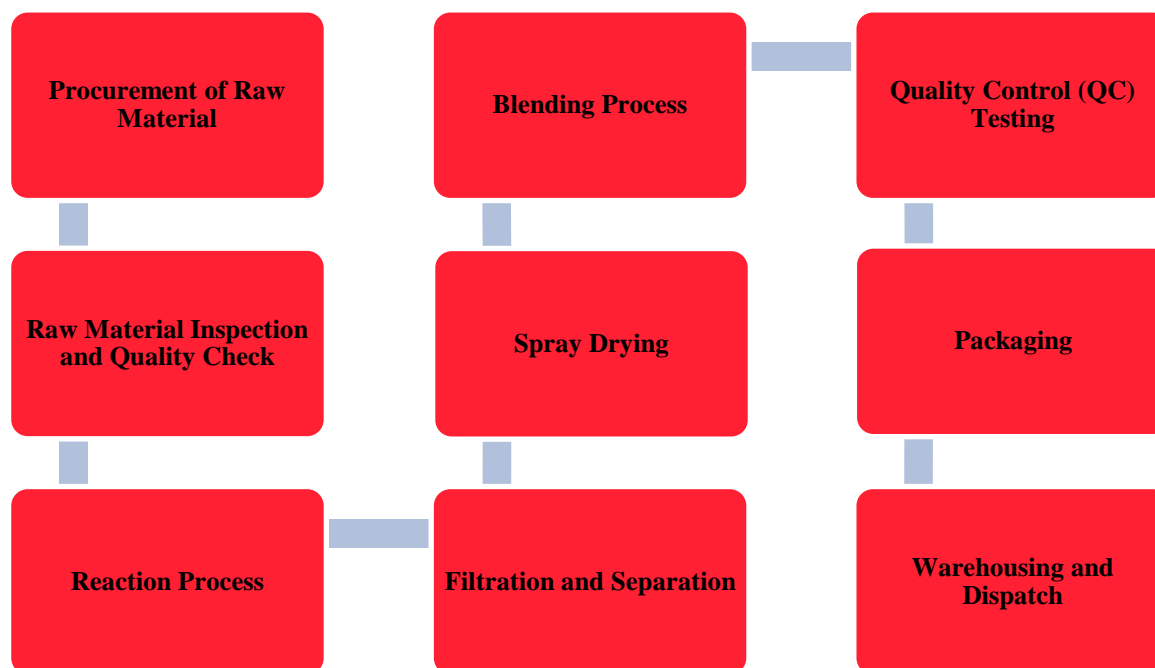 Procurement of Raw
Material
Raw Material Inspection
and Quality Check
Reaction Process
Filtration and Separation
Spray Drying
Blending Process
Quality Control (QC)
Testing
Packaging
Warehousing and
Dispatch